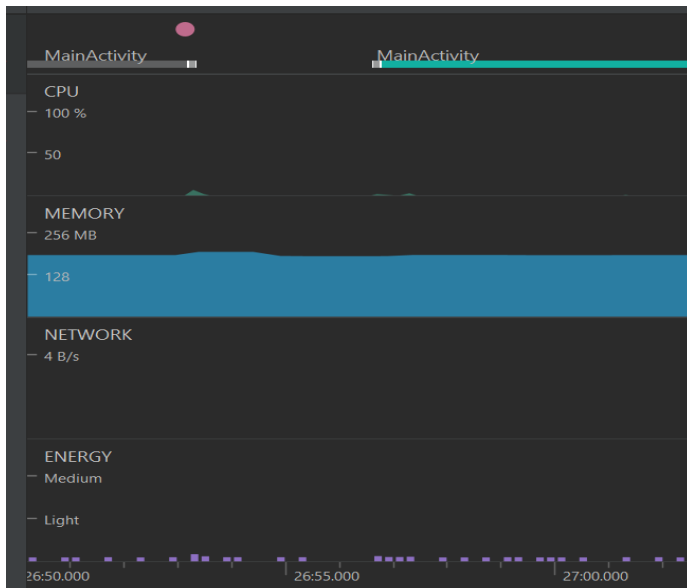 MainActivity MainActivity
CPU
100 %
50
MEMORY
256 MB
128
NETWORK
4 B/s
ENERGY
Medium
Light
26:50.000 26:55.000 27:00.000